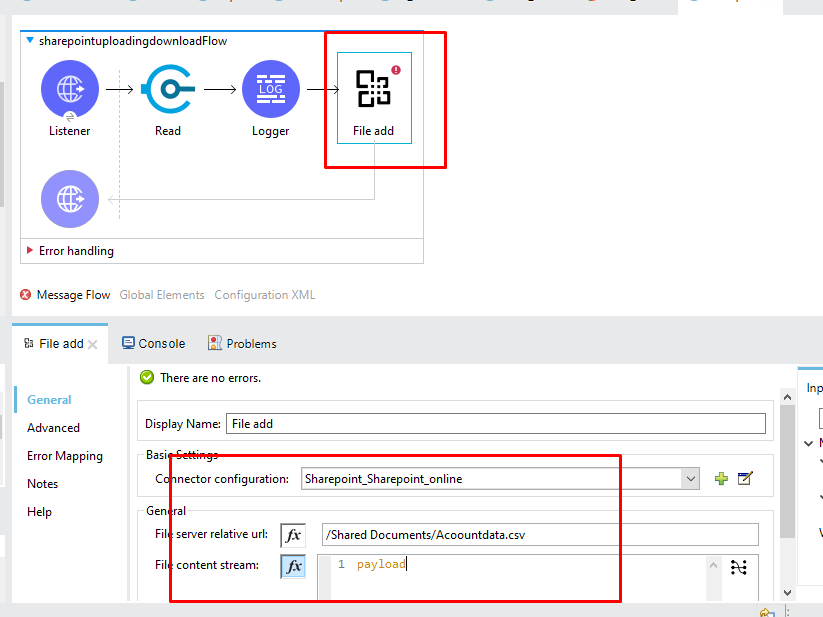 sharepointuploadingdownloadFlow
LOG
Listener
Read
Logger
File add
Error handling
Message Flow
Global Elements
Configuration XML
File add
Console
Problems
There are no errors.
Inp
General
Advanced
Error Mapping
Notes
Help
Display Name: File add
Basic Settings
Connector configuration: Sharepoint_Sharepoint_online
General
File server relative url: fx /Shared Documents/Acoountdata.csv
File content stream: fx 1 payload